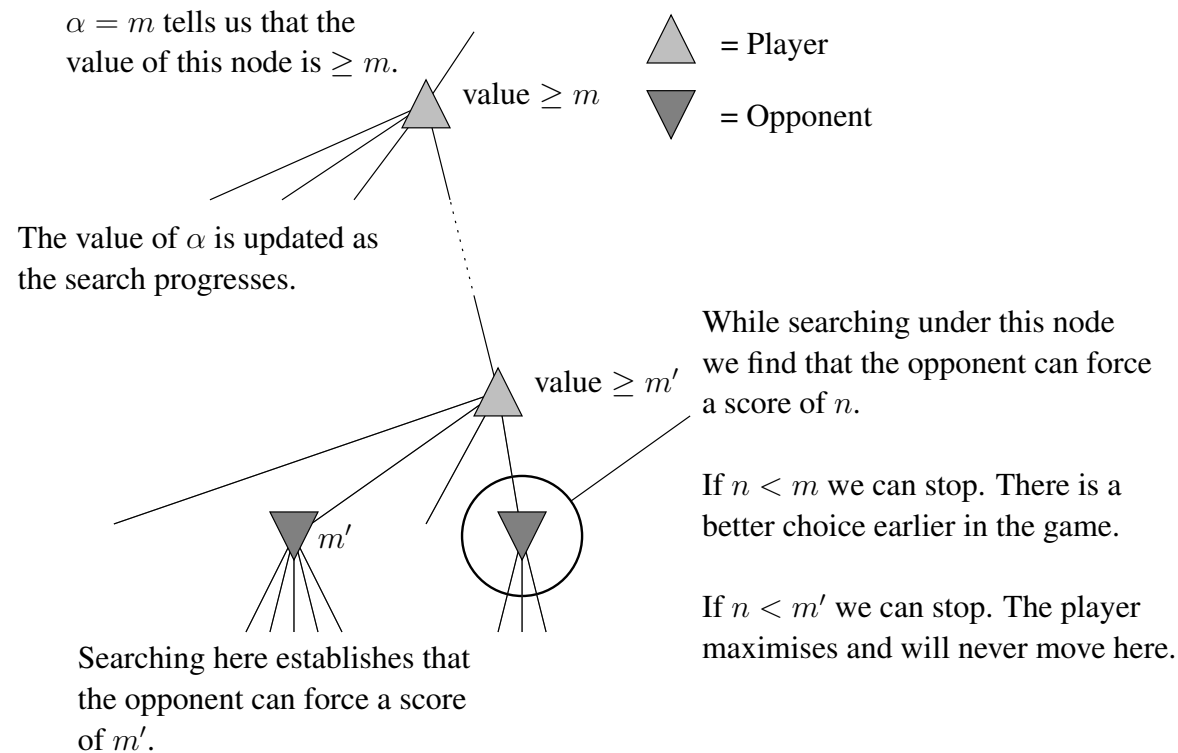 α = m tells us that the
value of this node is ≥ m.
value ≥ m
= Player
= Opponent
The value of α is updated as
the search progresses.
value ≥ m′
While searching under this node
we find that the opponent can force
a score of n.
If n < m we can stop. There is a
better choice earlier in the game.
If n < m′ we can stop. The player
maximises and will never move here.
m′
Searching here establishes that
the opponent can force a score
of m′.